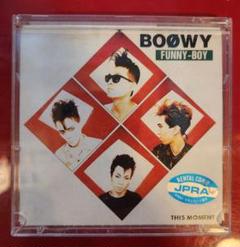 BOØWY
FUNNY-BOY
RENTAL CD
JPRA
THIS MOMENT